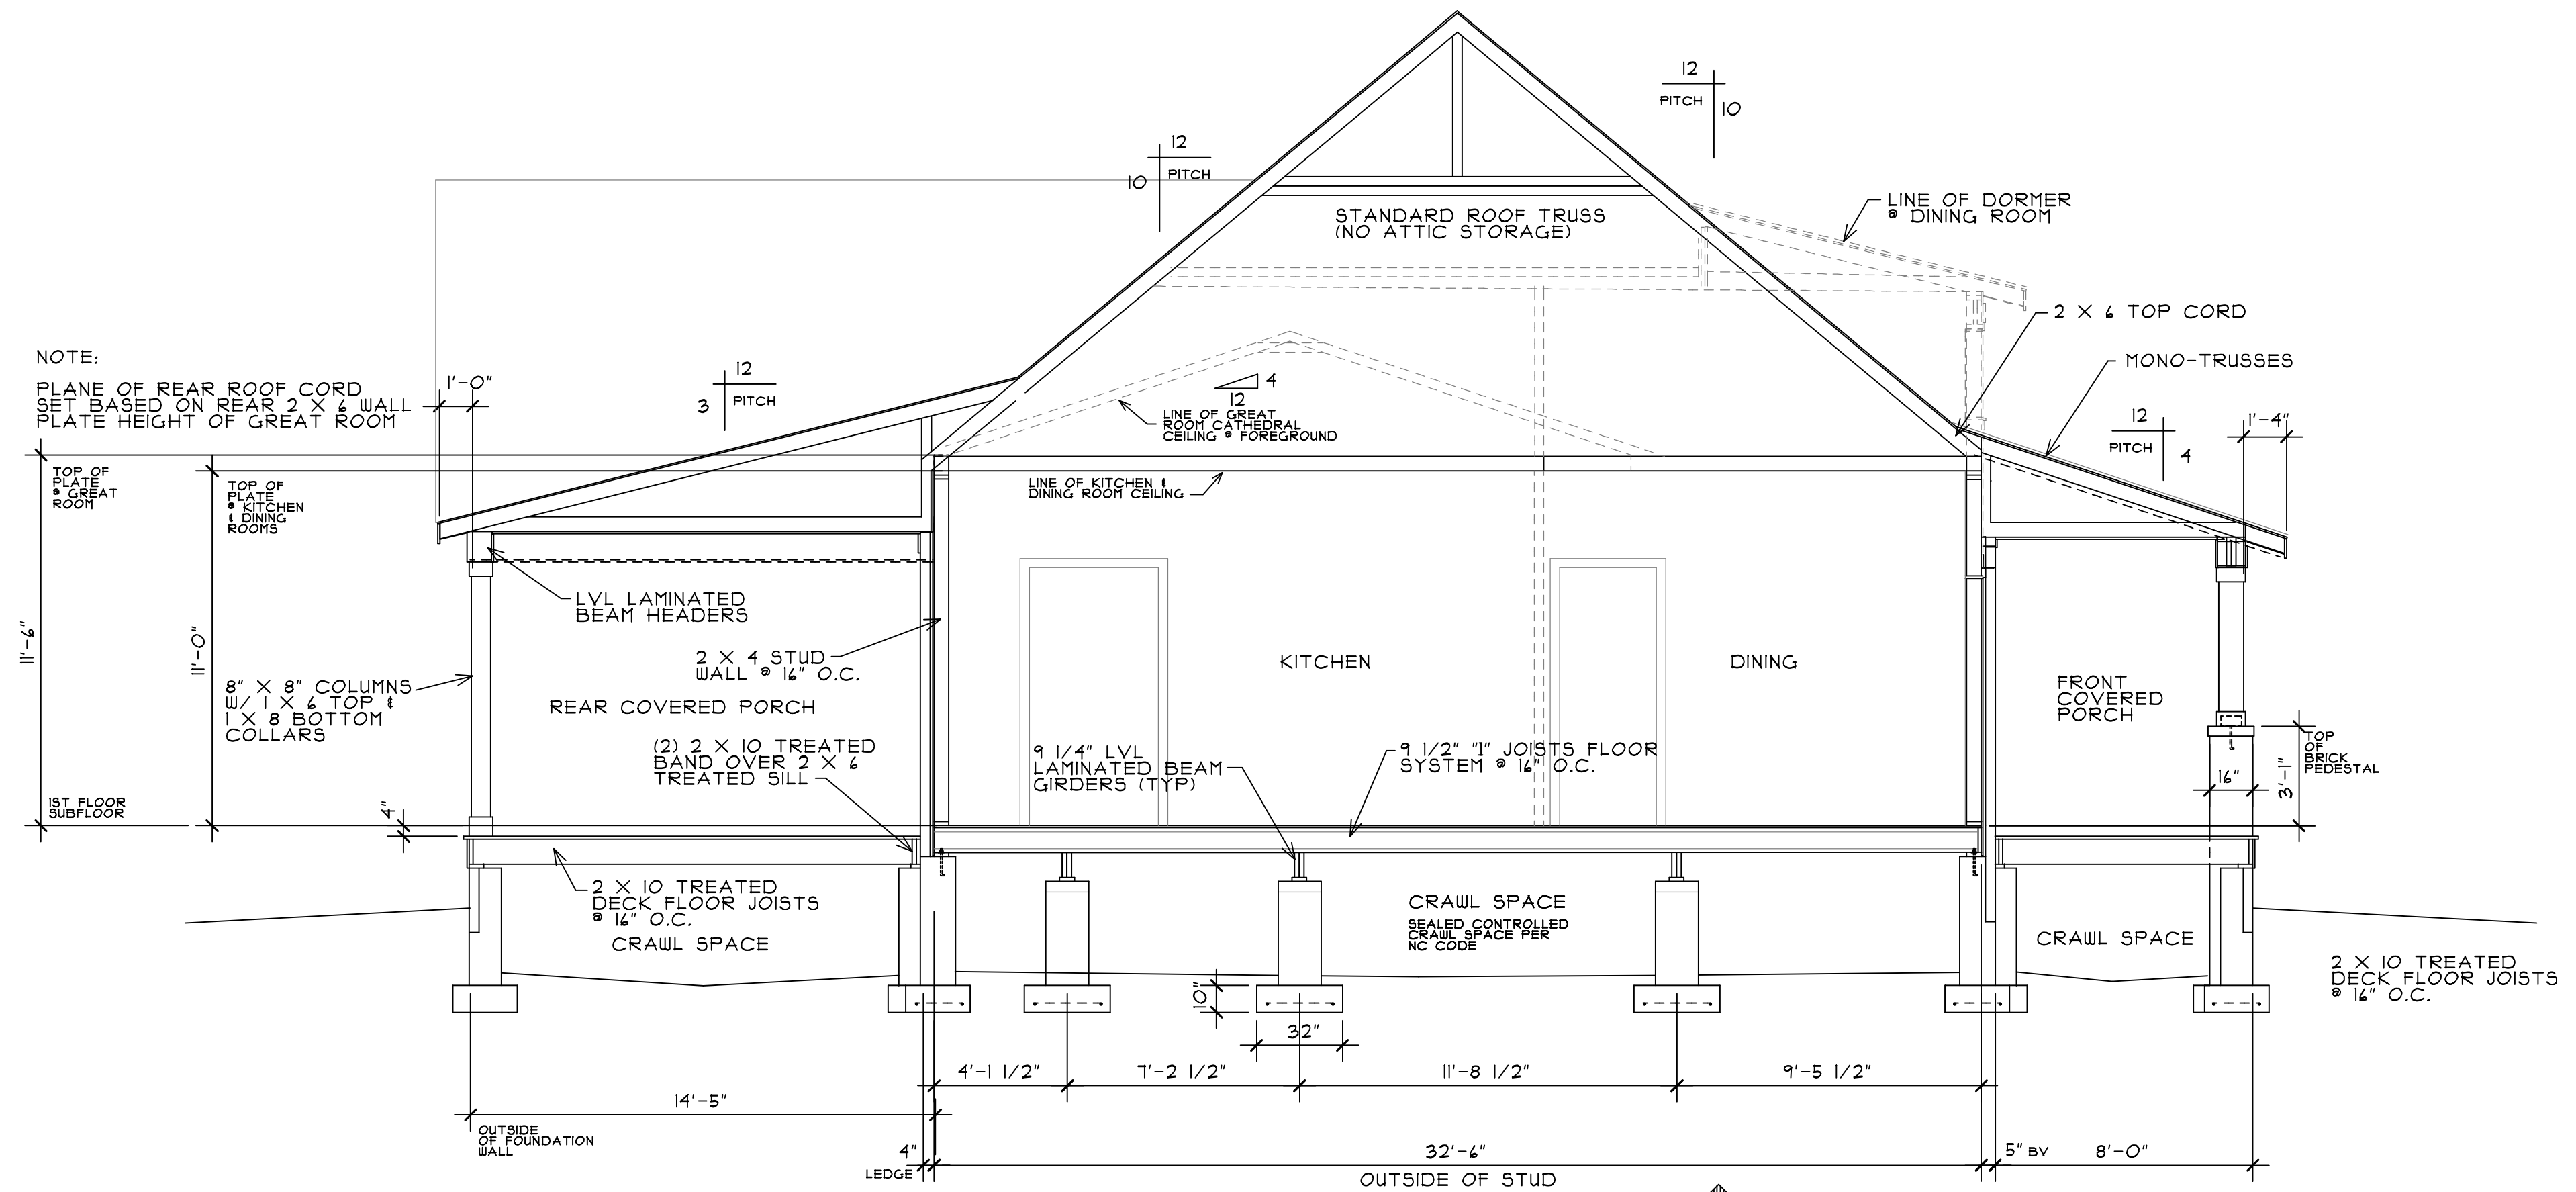 12
PITCH
10
12
10
PITCH
LINE OF DORMER
@ DINING ROOM
STANDARD ROOF TRUSS
(NO ATTIC STORAGE)
2 X 6 TOP CORD
MONO-TRUSSES
NOTE:
PLANE OF REAR ROOF CORD
SET BASED ON REAR 2 X 6 WALL
PLATE HEIGHT OF GREAT ROOM
1'-0"
12
3
PITCH
4
12
LINE OF GREAT
ROOM CATHEDRAL
CEILING @ FOREGROUND
12
PITCH
4
1'-4"
TOP OF
PLATE
@ GREAT
ROOM
TOP OF
PLATE
@ KITCHEN
& DINING
ROOMS
LINE OF KITCHEN &
DINING ROOM CEILING
LVL LAMINATED
BEAM HEADERS
11'-6"
11'-0"
2 X 4 STUD
WALL @ 16" O.C.
KITCHEN
DINING
8" X 8" COLUMNS
W/ 1 X 6 TOP &
1 X 8 BOTTOM
COLLARS
REAR COVERED PORCH
FRONT
COVERED
PORCH
(2) 2 X 10 TREATED
BAND OVER 2 X 6
TREATED SILL
9 1/4" LVL
LAMINATED BEAM
GIRDERS (TYP)
9 1/2" "I" JOISTS FLOOR
SYSTEM @ 16" O.C.
TOP
OF
BRICK
PEDESTAL
16"
3'-1"
1ST FLOOR
SUBFLOOR
4"
2 X 10 TREATED
DECK FLOOR JOISTS
@ 16" O.C.
CRAWL SPACE
CRAWL SPACE
SEALED CONTROLLED
CRAWL SPACE PER
NC CODE
CRAWL SPACE
2 X 10 TREATED
DECK FLOOR JOISTS
@ 16" O.C.
10"
32"
4'-1 1/2"
7'-2 1/2"
11'-8 1/2"
9'-5 1/2"
14'-5"
OUTSIDE
OF FOUNDATION
WALL
4"
LEDGE
32'-6"
OUTSIDE OF STUD
5" BV
8'-0"